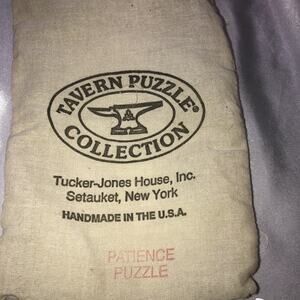 TAVERN PUZZLE®
COLLECTION
Tucker-Jones House, Inc.
Setauket, New York
HANDMADE IN THE U.S.A.
PATIENCE
PUZZLE